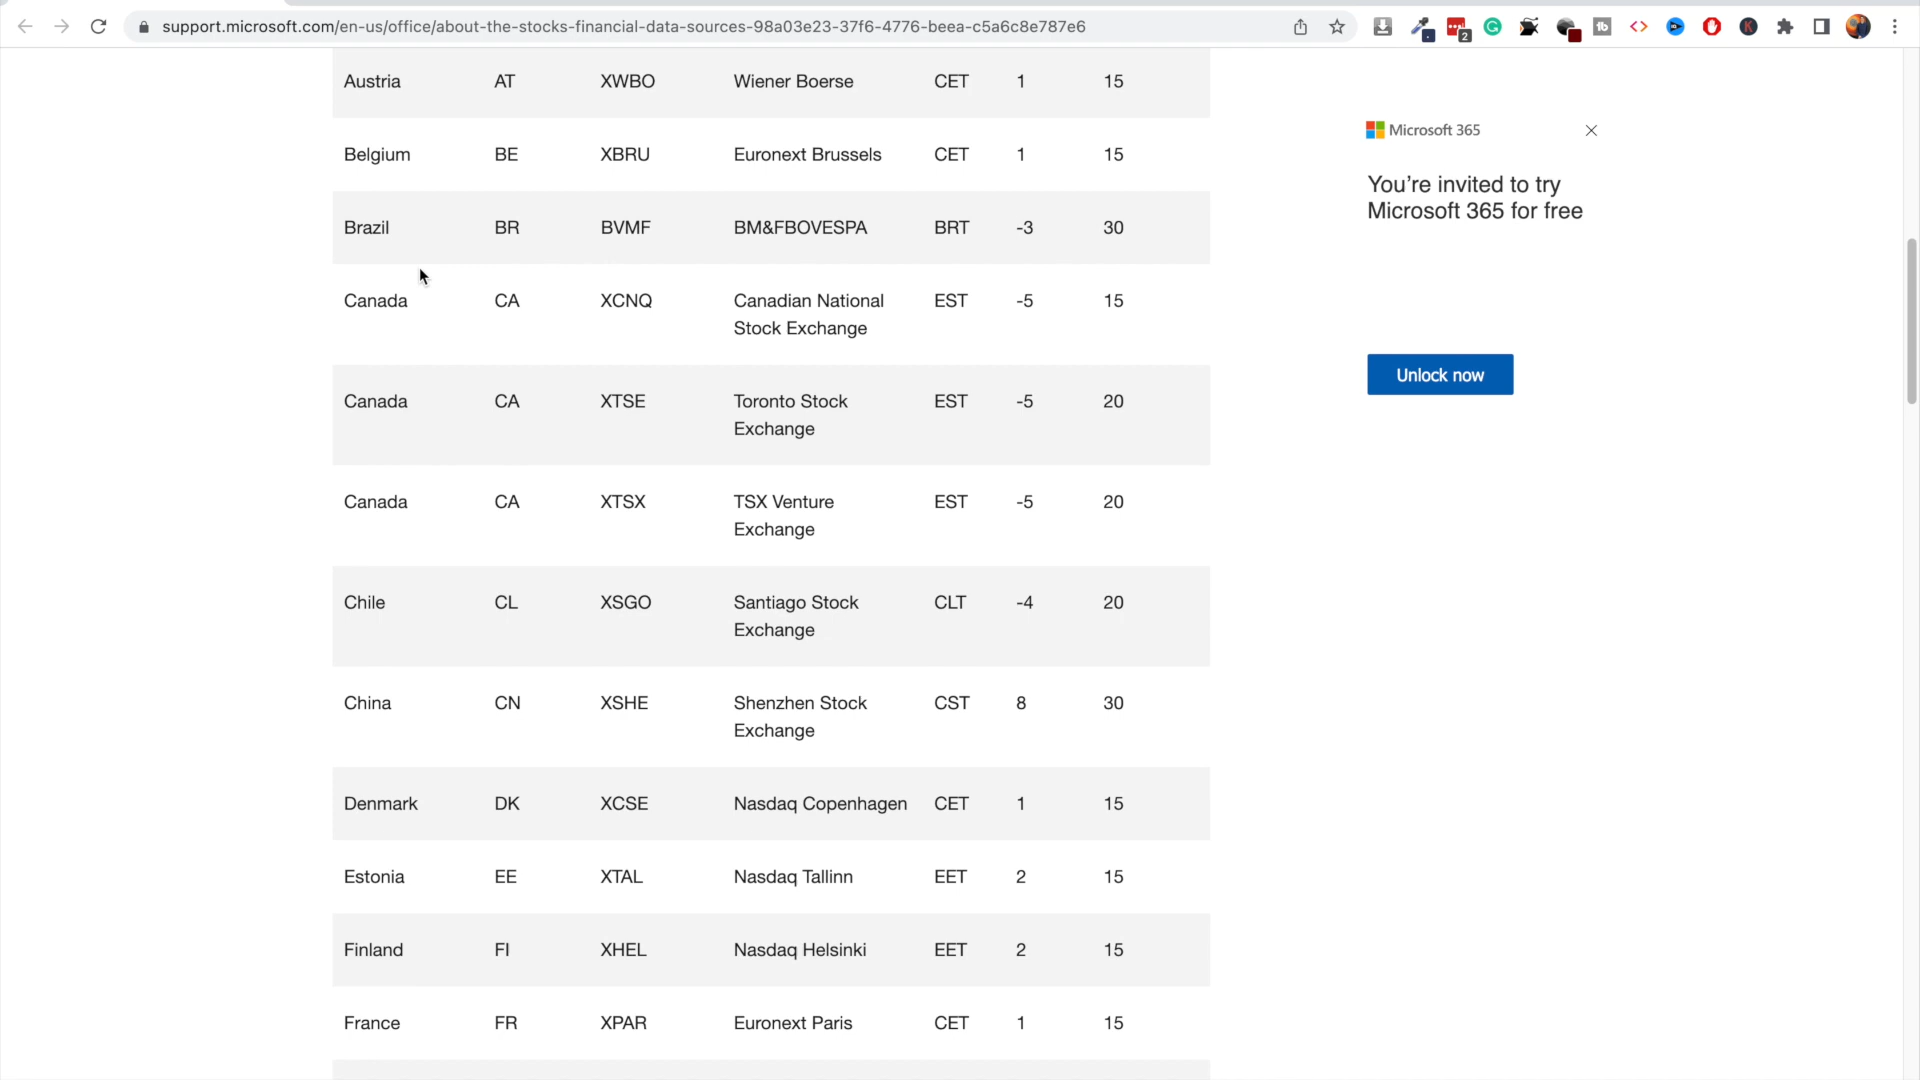 support.microsoft.com/en-us/office/about-the-stocks-financial-data-sources-98a03e23-37f6-4776-beea-c5a6c8e787e6
2
tb
K
Austria AT XWBO Wiener Boerse CET 1 15
Belgium BE XBRU Euronext Brussels CET 1 15
Brazil BR BVMF BM&FBOVESPA BRT -3 30
Canada CA XCNQ Canadian National EST -5 15
Stock Exchange
Canada CA XTSE Toronto Stock EST -5 20
Exchange
Canada CA XTSX TSX Venture EST -5 20
Exchange
Chile CL XSGO Santiago Stock CLT -4 20
Exchange
China CN XSHE Shenzhen Stock CST 8 30
Exchange
Denmark DK XCSE Nasdaq Copenhagen CET 1 15
Estonia EE XTAL Nasdaq Tallinn EET 2 15
Finland FI XHEL Nasdaq Helsinki EET 2 15
France FR XPAR Euronext Paris CET 1 15
Microsoft 365
You’re invited to try
Microsoft 365 for free
Unlock now